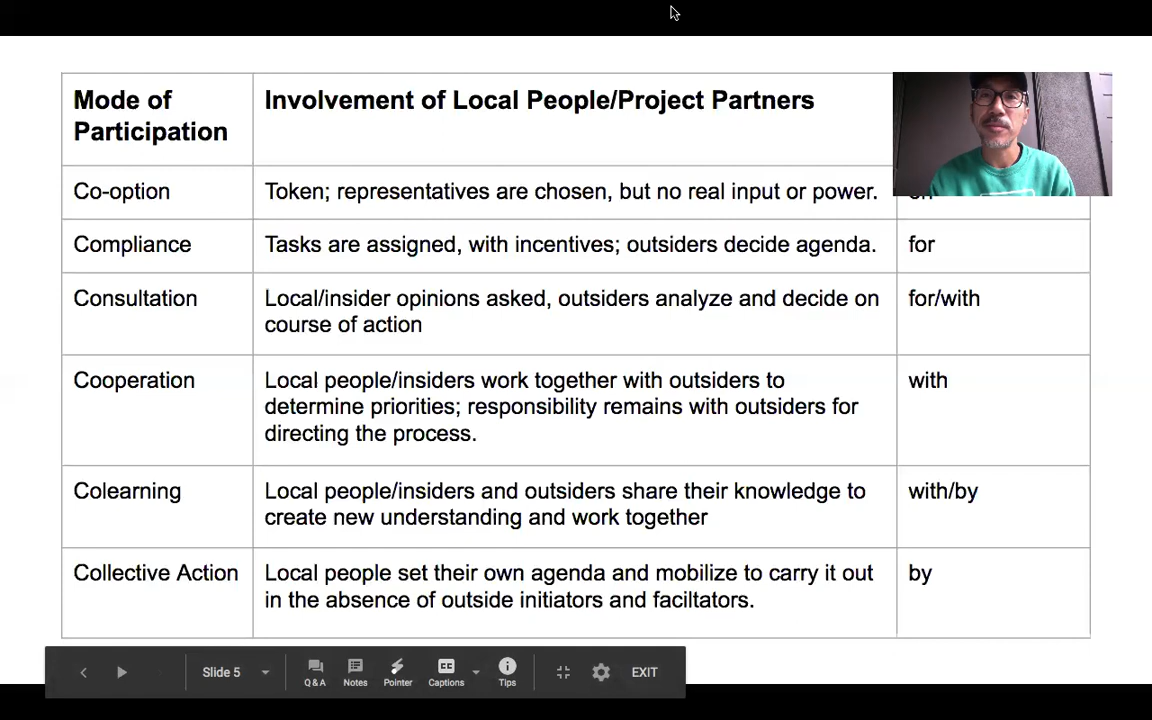 Mode of
Participation
Involvement of Local People/Project Partners
Co-option
Token; representatives are chosen, but no real input or power.
Compliance
Tasks are assigned, with incentives; outsiders decide agenda.
for
Consultation
Local/insider opinions asked, outsiders analyze and decide on
course of action
for/with
Cooperation
Local people/insiders work together with outsiders to
determine priorities; responsibility remains with outsiders for
directing the process.
with
Colearning
Local people/insiders and outsiders share their knowledge to
create new understanding and work together
with/by
Collective Action
Local people set their own agenda and mobilize to carry it out
in the absence of outside initiators and faciltators.
by
Slide 5
Q & A
Notes
Pointer
CC
Captions
Tips
EXIT